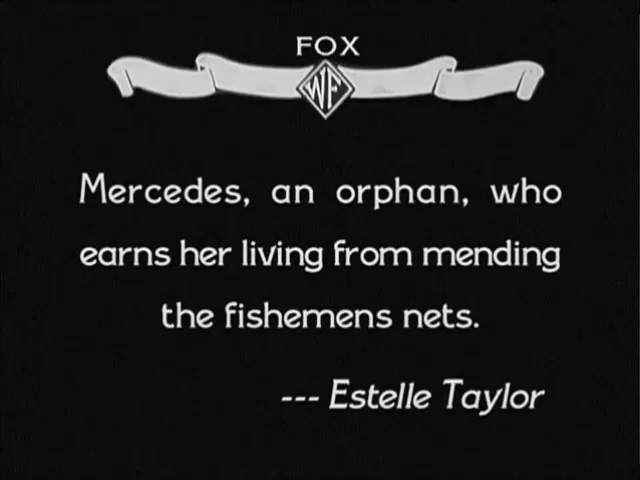 FOX
WF
Mercedes, an orphan, who
earns her living from mending
the fishemens nets.
--- Estelle Taylor